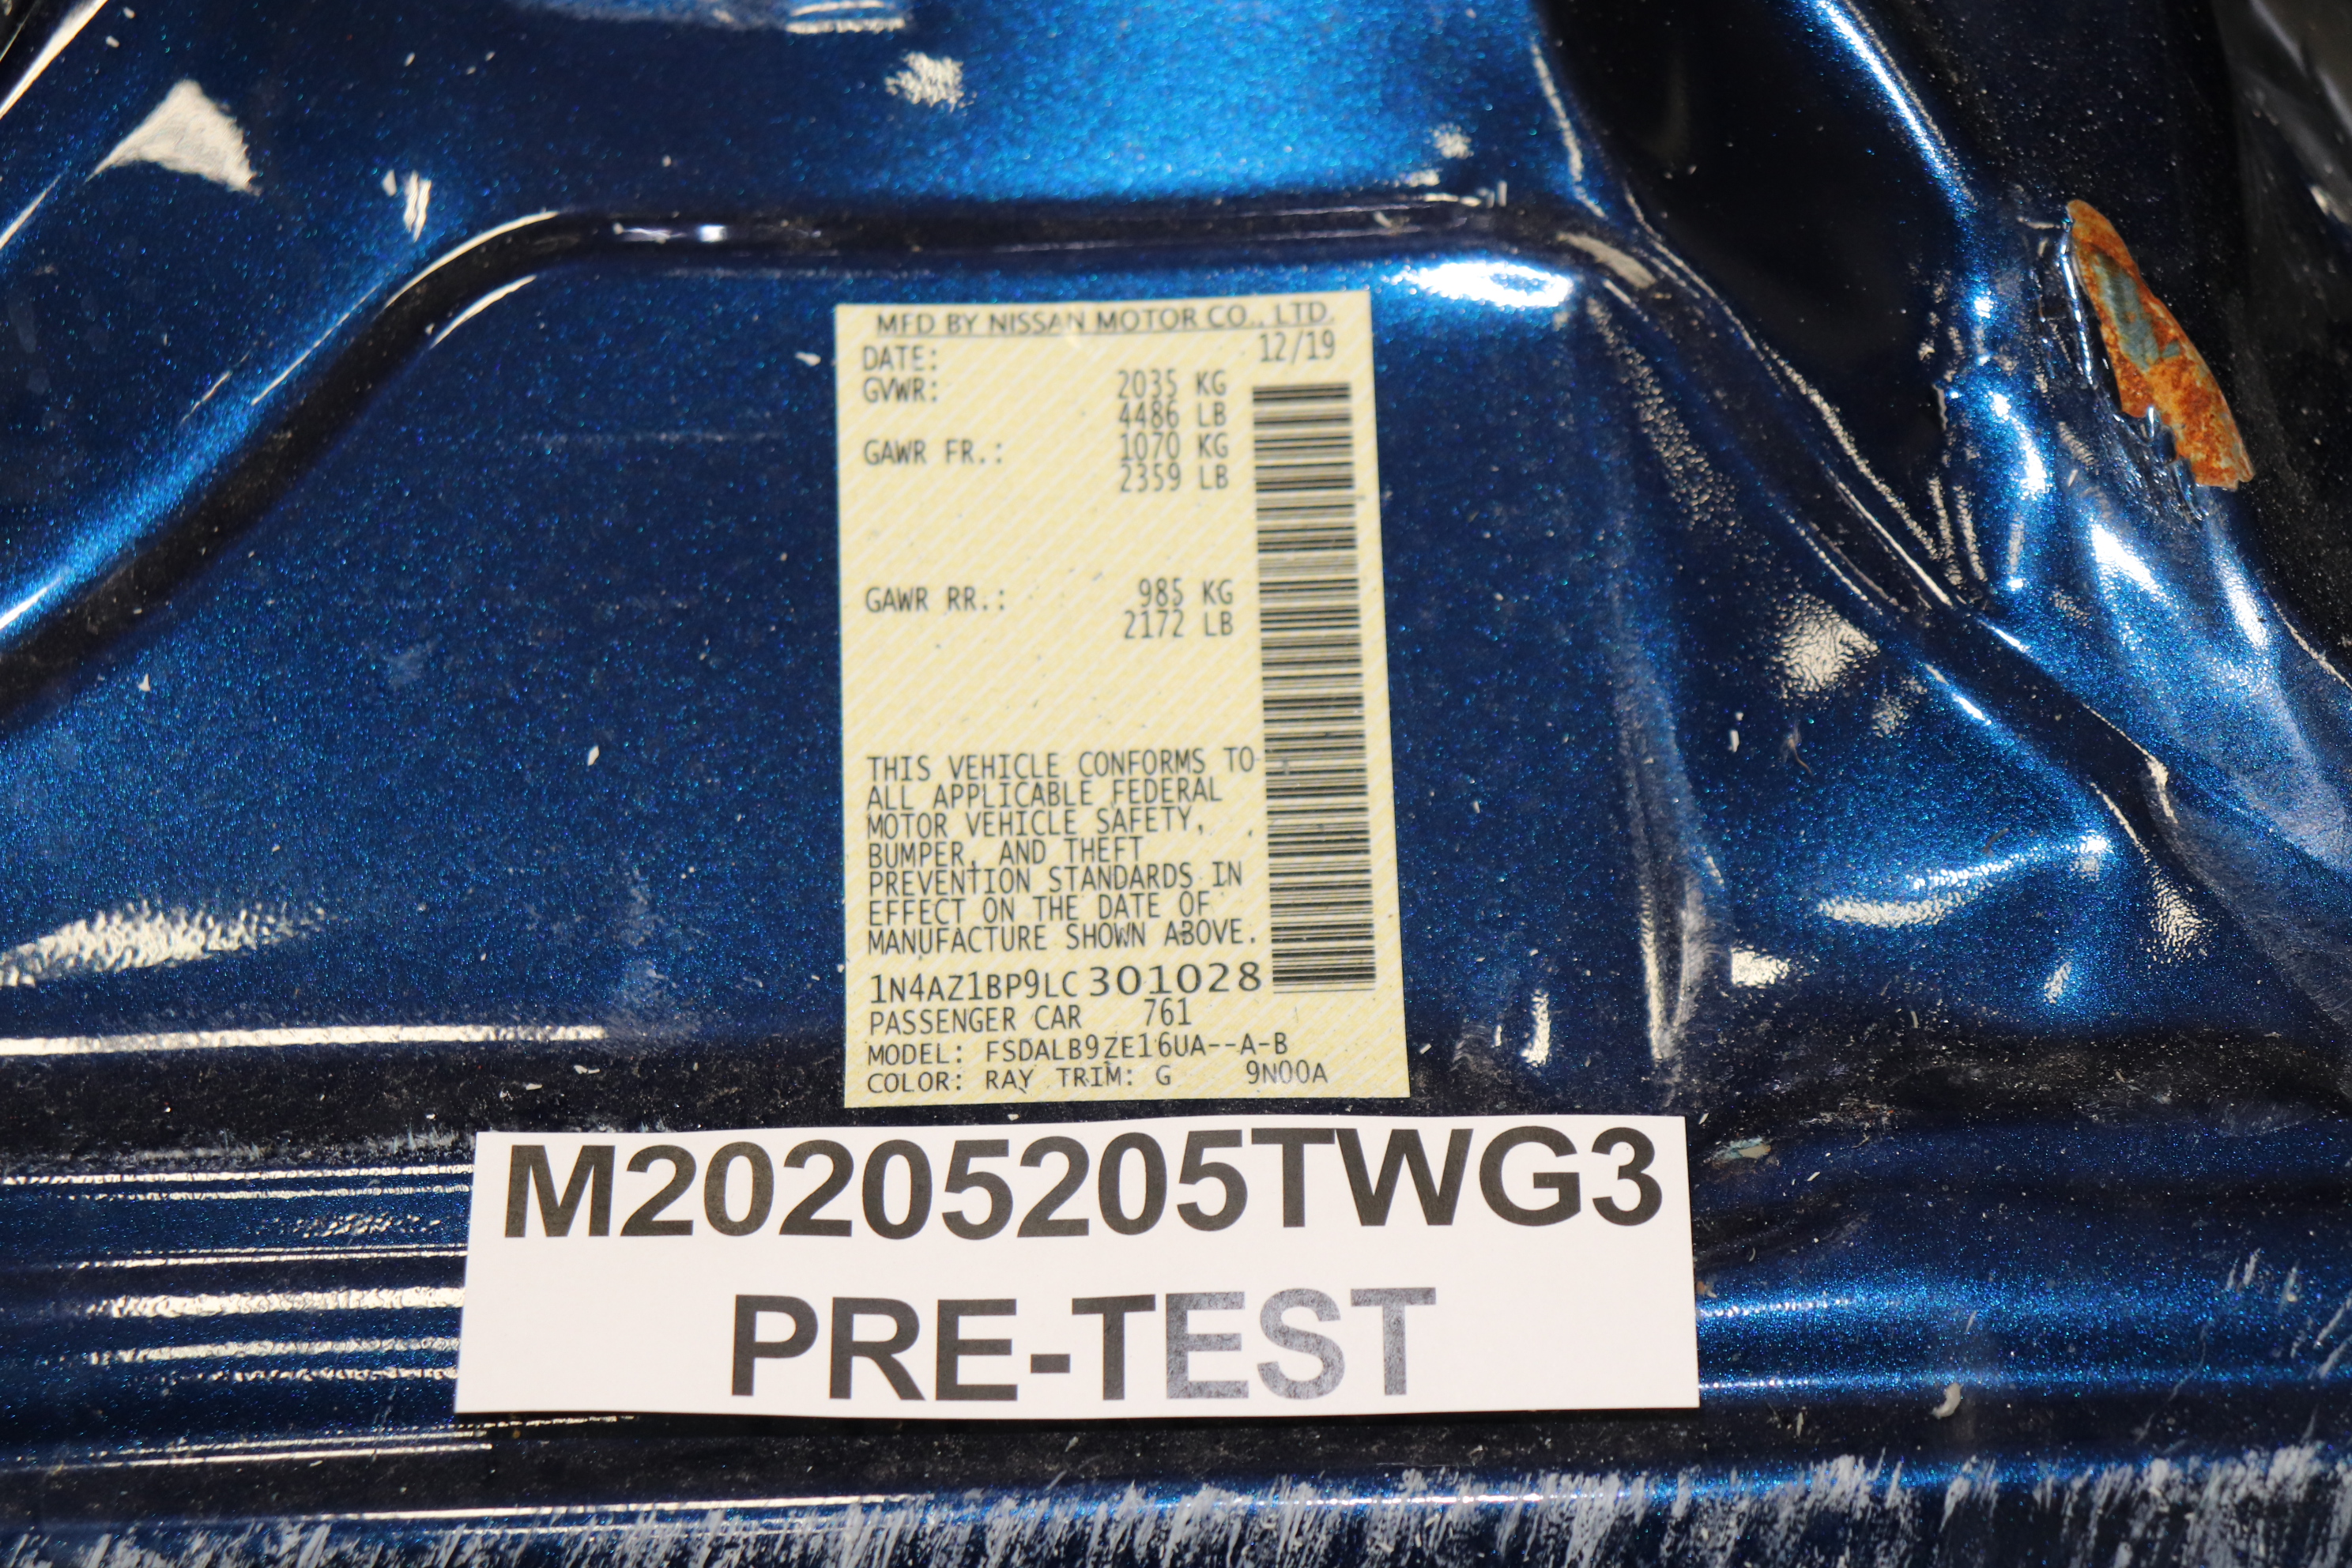 MFD BY NISSAN MOTOR CO., LTD.
DATE: 12/19
GVWR: 2035 KG
4486 LB
GAWR FR.: 1070 KG
2359 LB
GAWR RR.: 985 KG
2172 LB
THIS VEHICLE CONFORMS TO
ALL APPLICABLE FEDERAL
MOTOR VEHICLE SAFETY,
BUMPER, AND THEFT
PREVENTION STANDARDS IN
EFFECT ON THE DATE OF
MANUFACTURE SHOWN ABOVE.
1N4AZ1BP9LC301028
PASSENGER CAR 761
MODEL: FSDALB9ZE16UA--A-B
COLOR: RAY TRIM: G 9N00A
M20205205TWG3
PRE-TEST